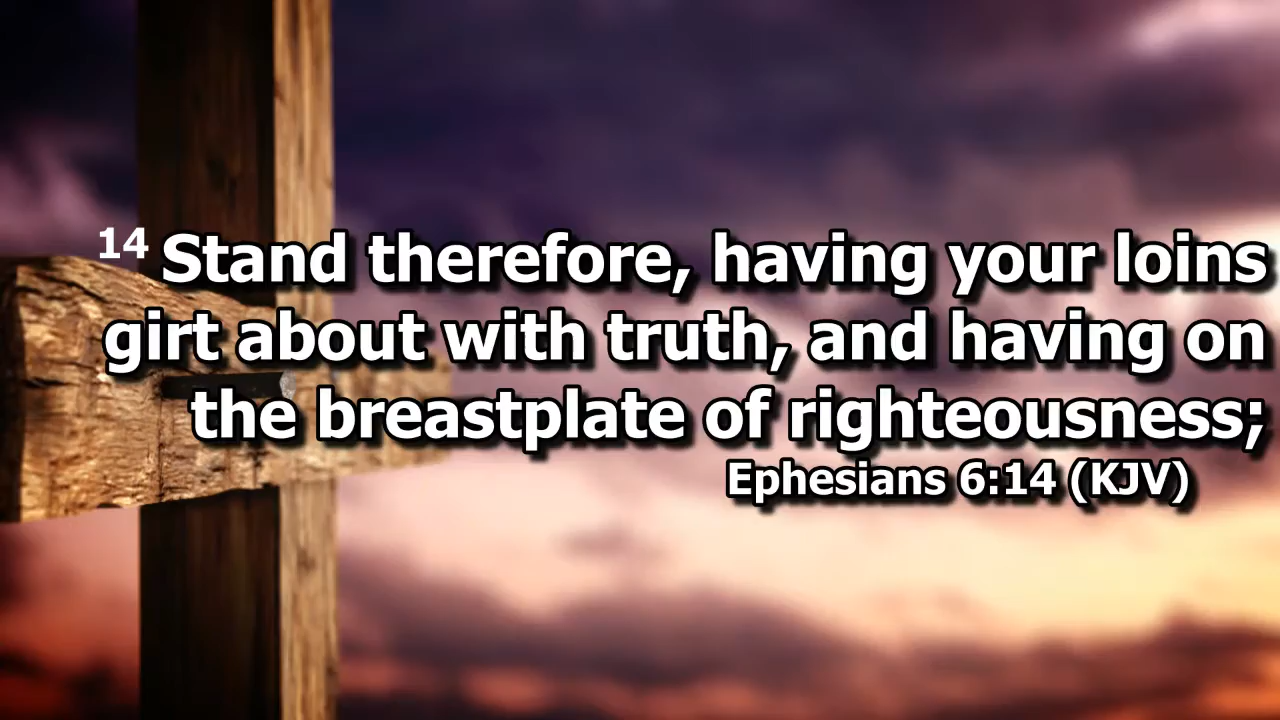 14 Stand therefore, having your loins
girt about with truth, and having on
the breastplate of righteousness;
Ephesians 6:14 (KJV)